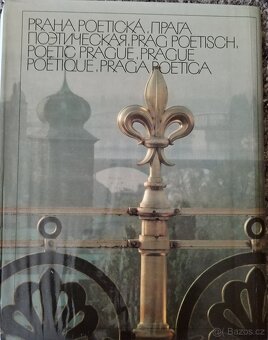 PRAHA POETICKÁ, ПРАГА
ПОЭТИЧЕСКАЯ, PRAG POETISCH,
POETIC PRAGUE, PRAGUE
POÉTIQUE, PRAGA POETICA
Bazos.cz